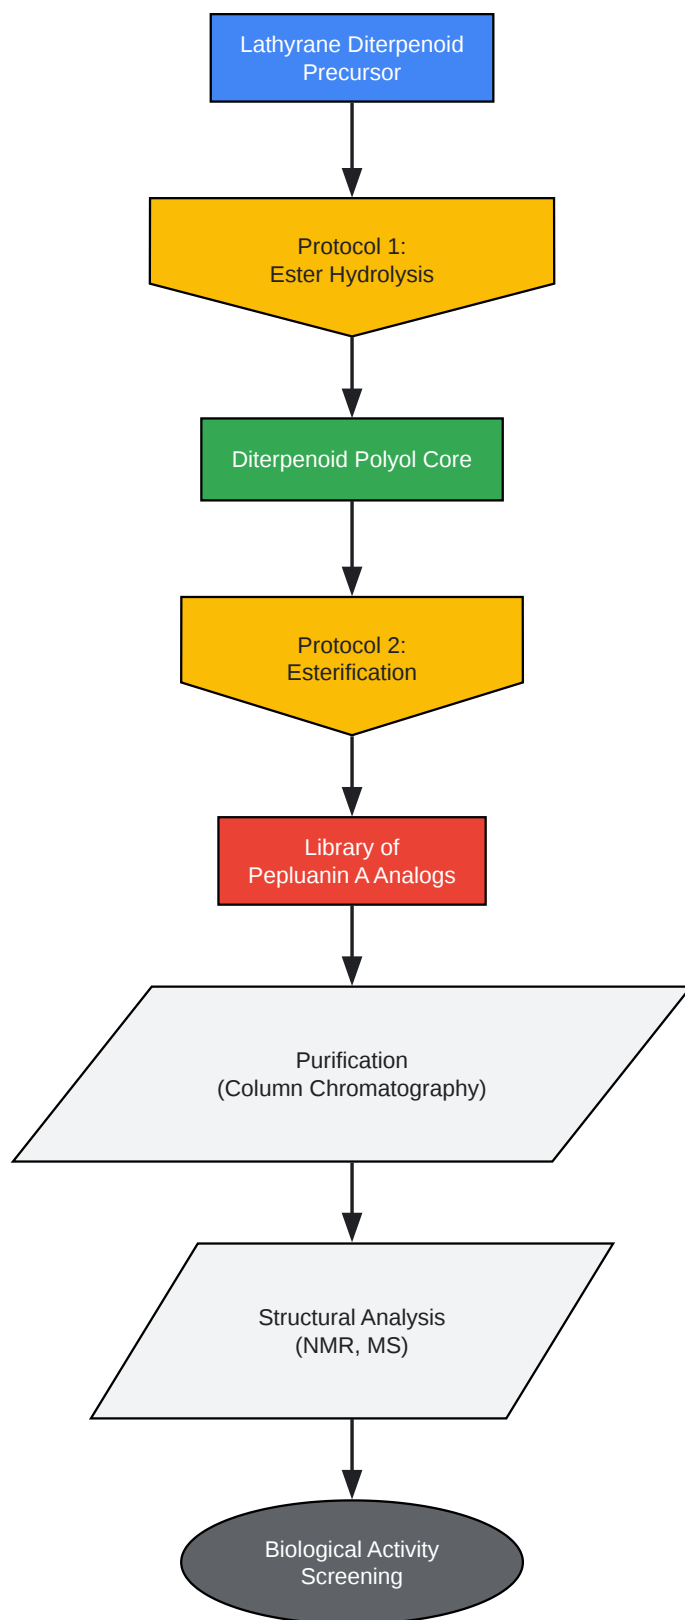 Lathyrane Diterpenoid
Precursor
Protocol 1:
Ester Hydrolysis
Diterpenoid Polyol Core
Protocol 2:
Esterification
Library of
Pepluanin A Analogs
Purification
(Column Chromatography)
Structural Analysis
(NMR, MS)
Biological Activity
Screening